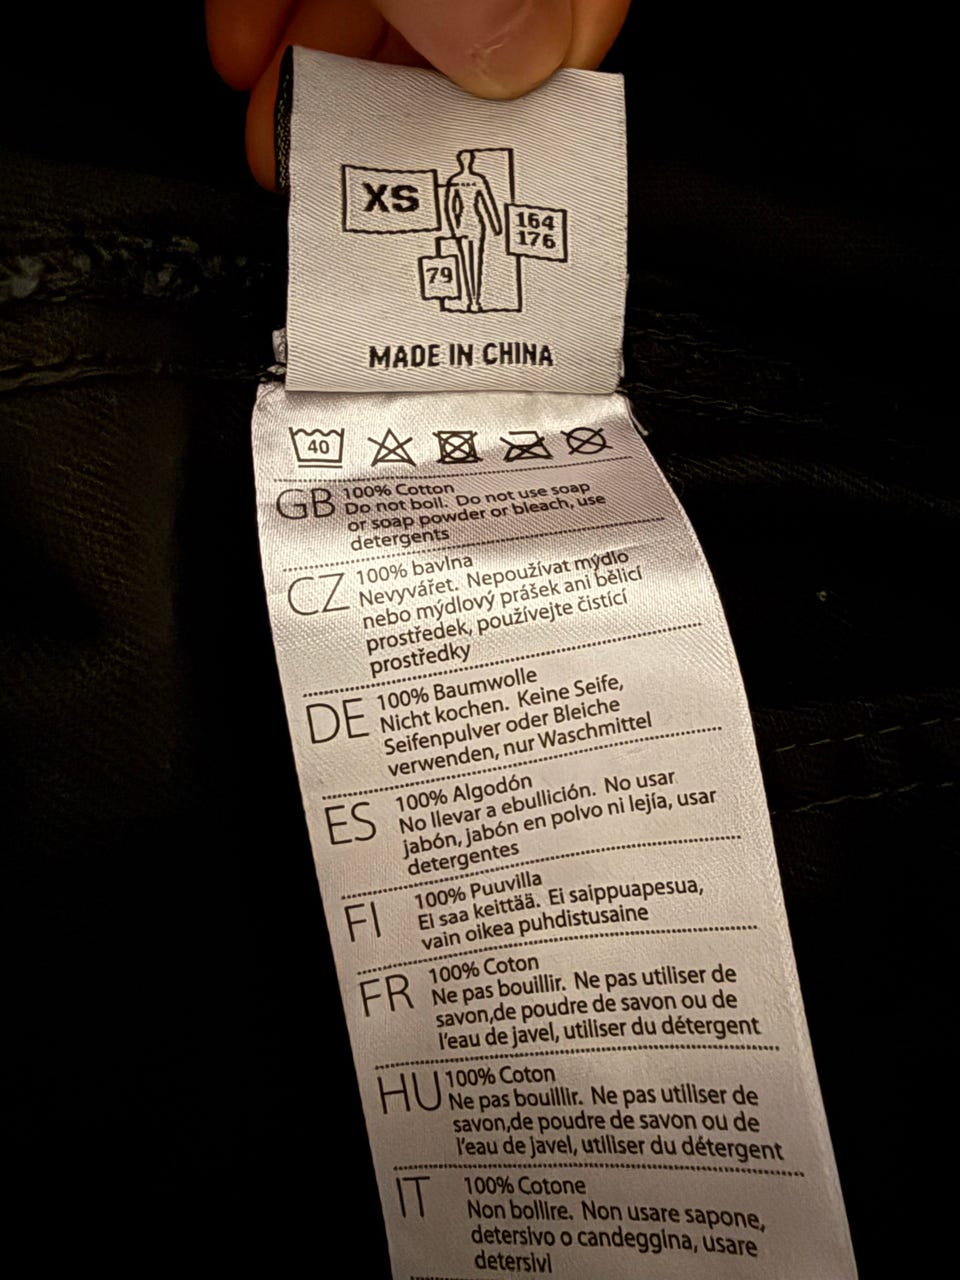 XS
164
176
79
MADE IN CHINA
40
GB 100% Cotton
Do not boil. Do not use soap
or soap powder or bleach, use
detergents
CZ 100% bavlna
Nevyvářet. Nepoužívat mýdlo
nebo mýdlový prášek ani bělicí
prostředek, používejte čistící
prostředky
DE 100% Baumwolle
Nicht kochen. Keine Seife,
Seifenpulver oder Bleiche
verwenden, nur Waschmittel
ES 100% Algodón
No llevar a ebullición. No usar
jabón, jabón en polvo ni lejía, usar
detergentes
FI 100% Puuvilla
Ei saa keittää. Ei saippuapesua,
vain oikea puhdistusaine
FR 100% Coton
Ne pas bouillir. Ne pas utiliser de
savon,de poudre de savon ou de
l'eau de javel, utiliser du détergent
HU 100% Coton
Ne pas bouillir. Ne pas utiliser de
savon,de poudre de savon ou de
l'eau de javel, utiliser du détergent
IT 100% Cotone
Non bollire. Non usare sapone,
detersivo o candeggina, usare
detersivi